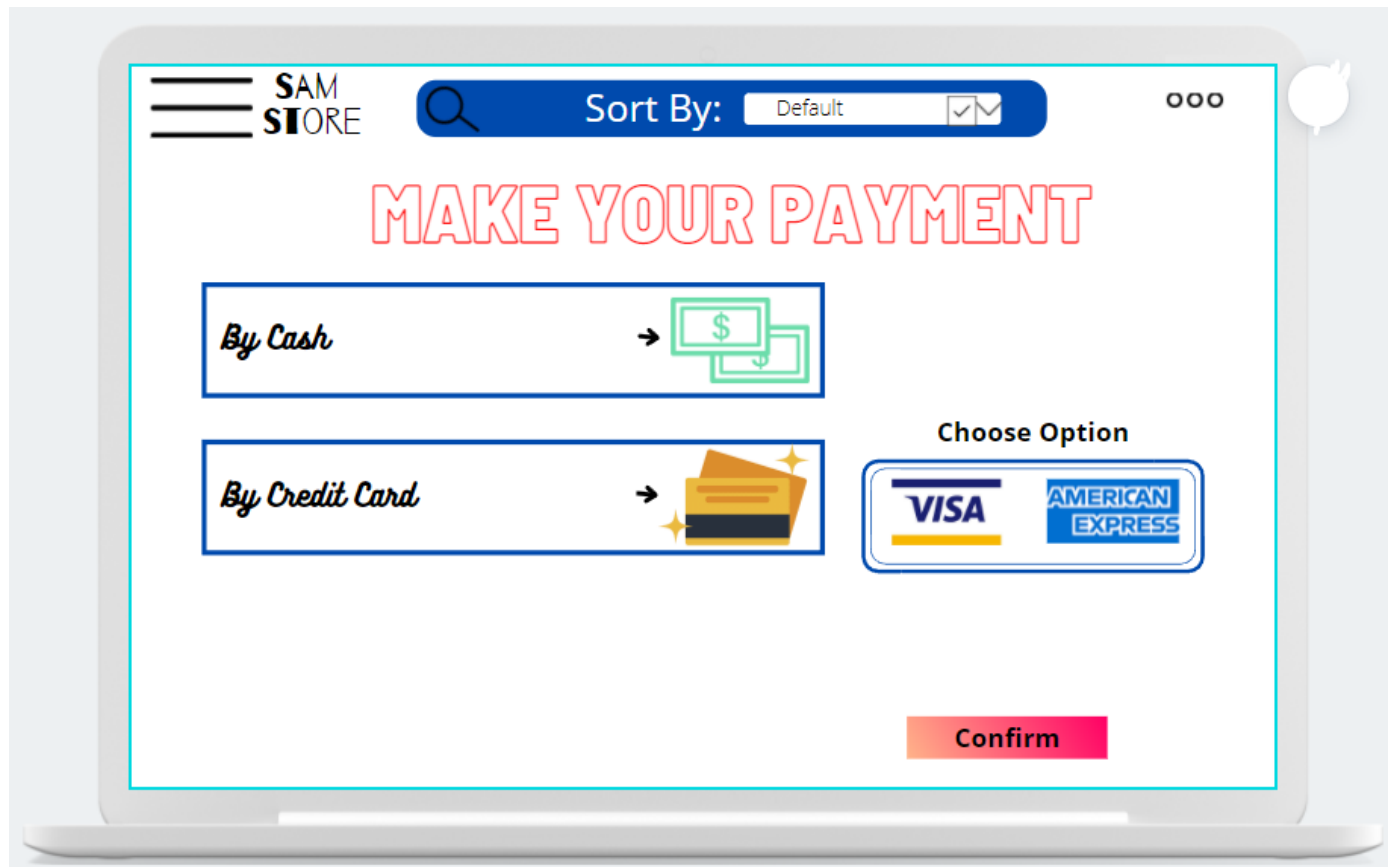 SAM
STORE
Sort By:
Default
MAKE YOUR PAYMENT
By Cash
$
$
By Credit Card
Choose Option
VISA
AMERICAN
EXPRESS
Confirm